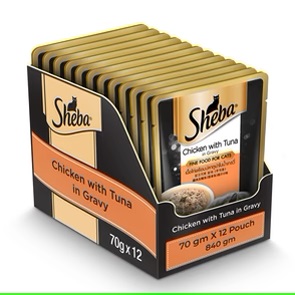 Sheba
Chicken with Tuna
in Gravy
70g x 12
Sheba
Chicken with Tuna
in Gravy
FINE FOOD FOR CATS
Chicken with Tuna in Gravy
70 gm X 12 Pouch
840 gm